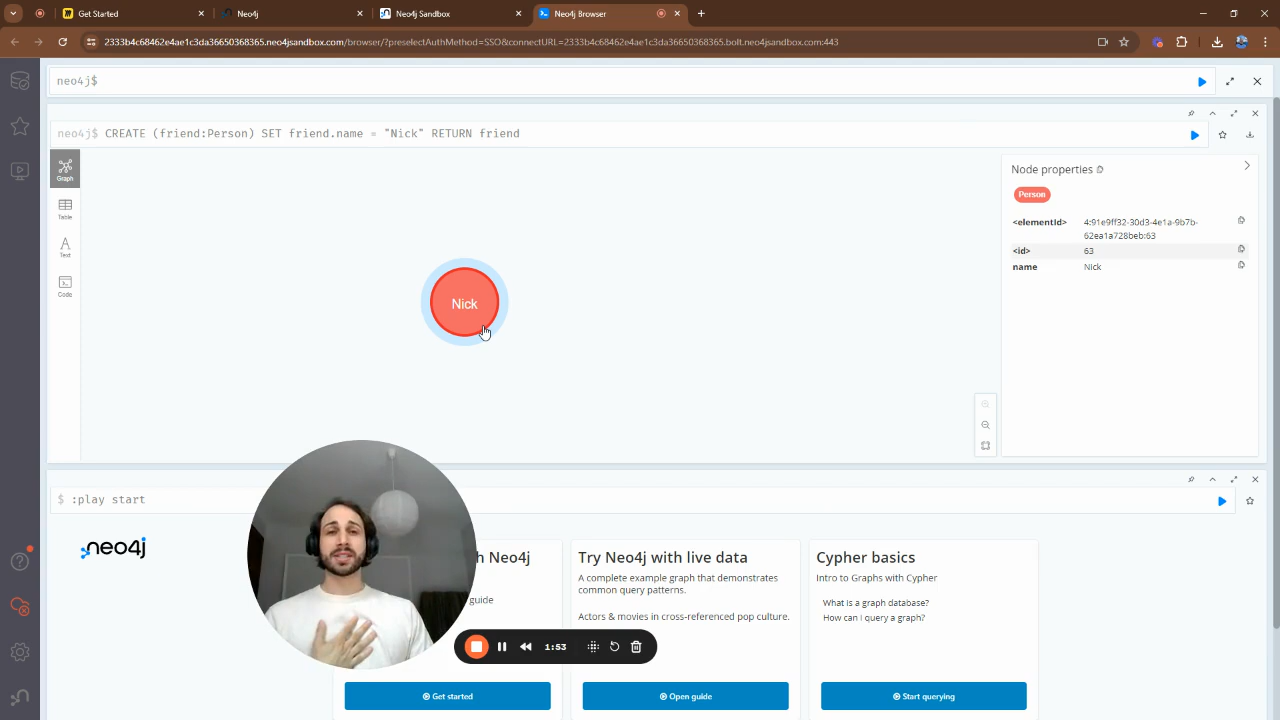 Get Started
Neo4j
Neo4j Sandbox
Neo4j Browser
2333b4c68462e4ae1c3da36650368365.neo4jsandbox.com/browser/?preselectAuthMethod=SSO&connectURL=2333b4c68462e4ae1c3da36650368365.bolt.neo4jsandbox.com:443
neo4j$
neo4j$ CREATE (friend:Person) SET friend.name = "Nick" RETURN friend
Graph
Table
Text
Code
Nick
Node properties
Person
<elementId> 4:91e9ff32-30d3-4e1a-9b7b-
62ea1a728beb:63
<id> 63
name Nick
$ :play start
neo4j
h Neo4j
guide
Get started
Try Neo4j with live data
A complete example graph that demonstrates
common query patterns.
Actors & movies in cross-referenced pop culture.
Open guide
Cypher basics
Intro to Graphs with Cypher
What is a graph database?
How can I query a graph?
Start querying
1:53